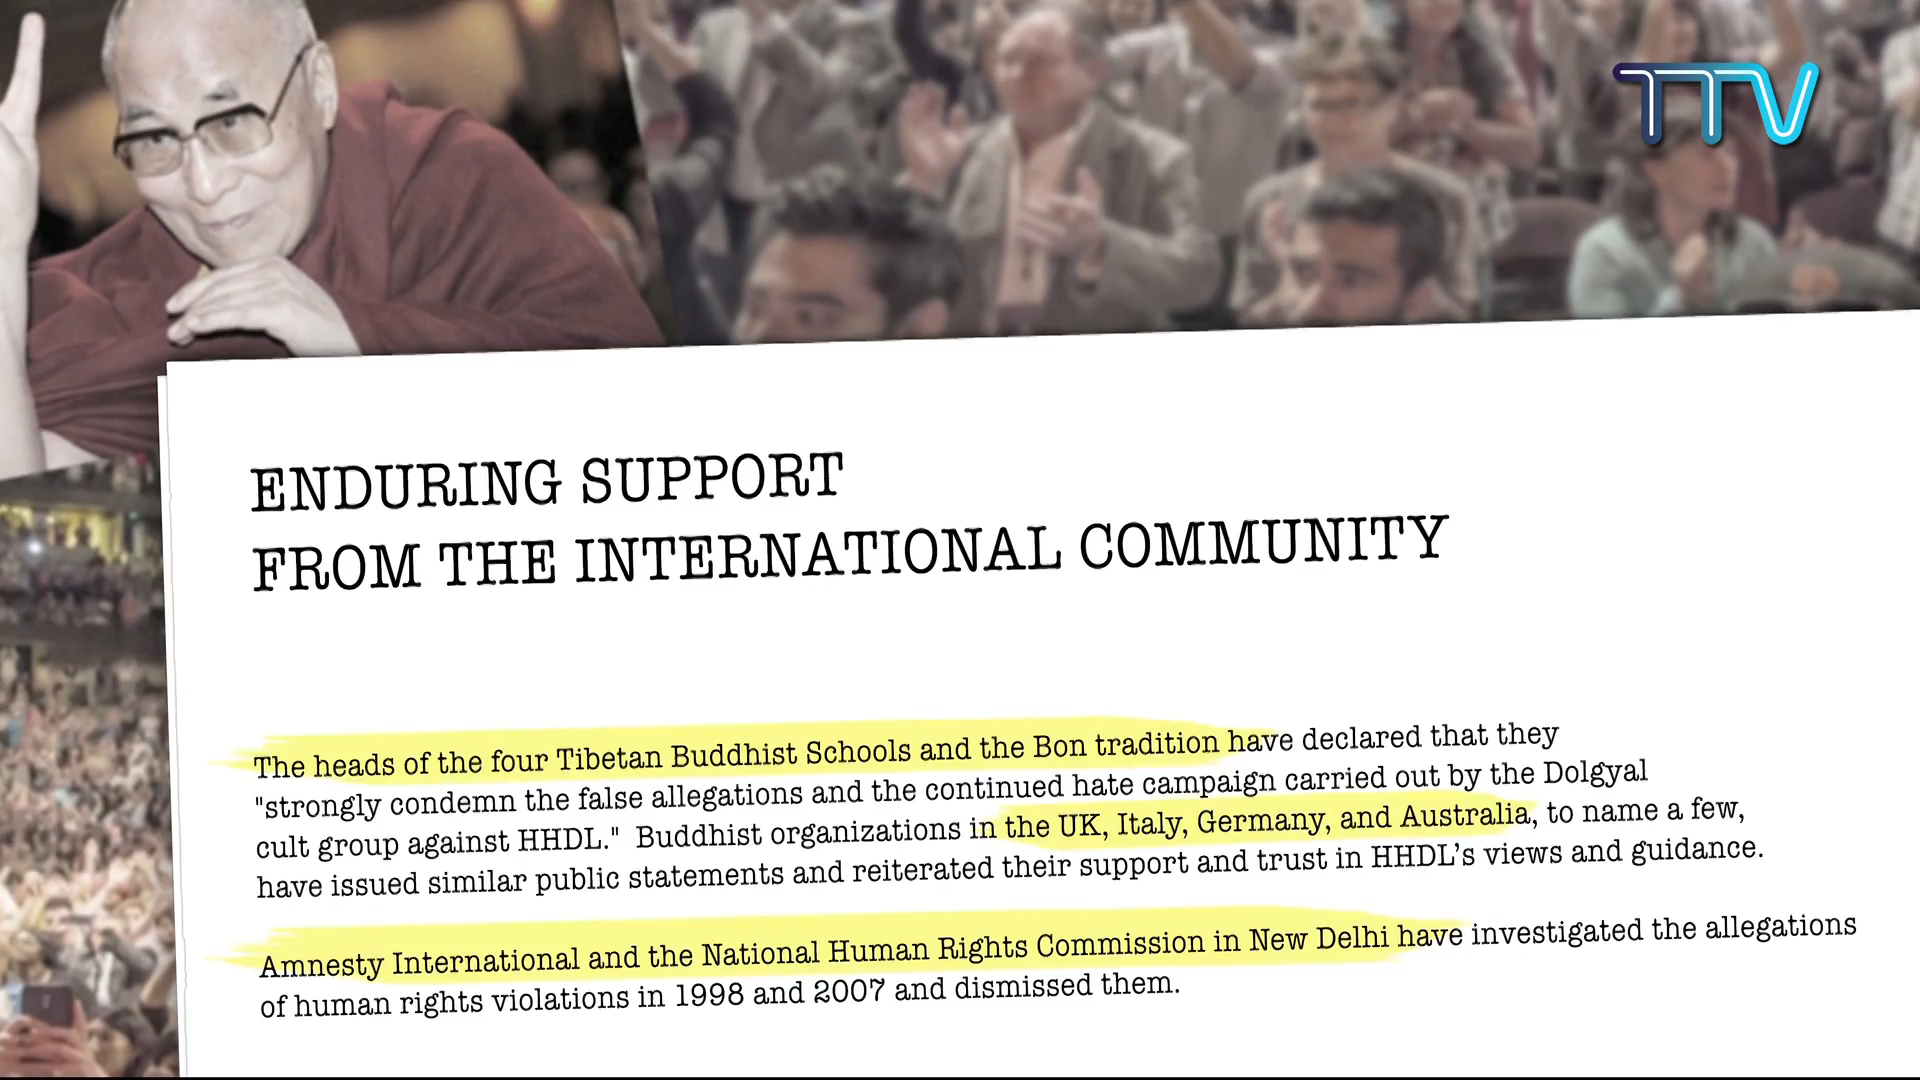 TTV
ENDURING SUPPORT
FROM THE INTERNATIONAL COMMUNITY
The heads of the four Tibetan Buddhist Schools and the Bon tradition have declared that they
"strongly condemn the false allegations and the continued hate campaign carried out by the Dolgyal
cult group against HHDL."  Buddhist organizations in the UK, Italy, Germany, and Australia, to name a few,
have issued similar public statements and reiterated their support and trust in HHDL's views and guidance.
Amnesty International and the National Human Rights Commission in New Delhi have investigated the allegations
of human rights violations in 1998 and 2007 and dismissed them.